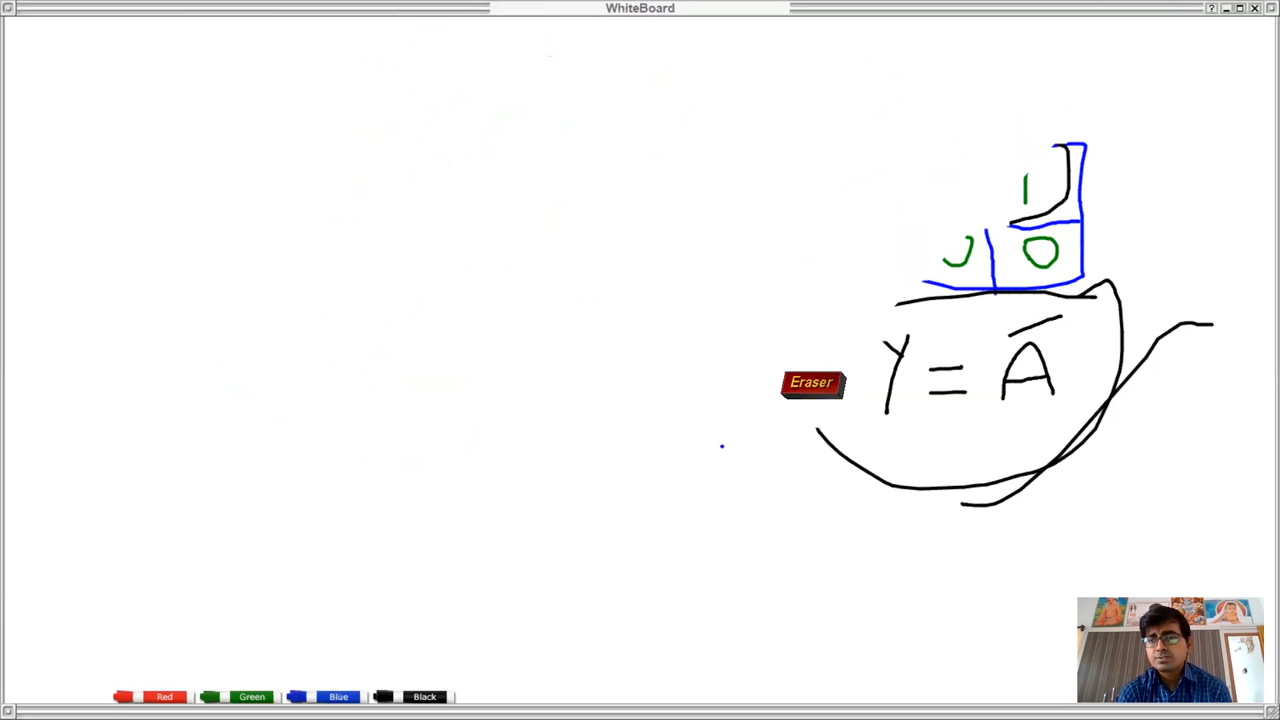 WhiteBoard
1
0
Y = A̅
Eraser
Red Green Blue Black